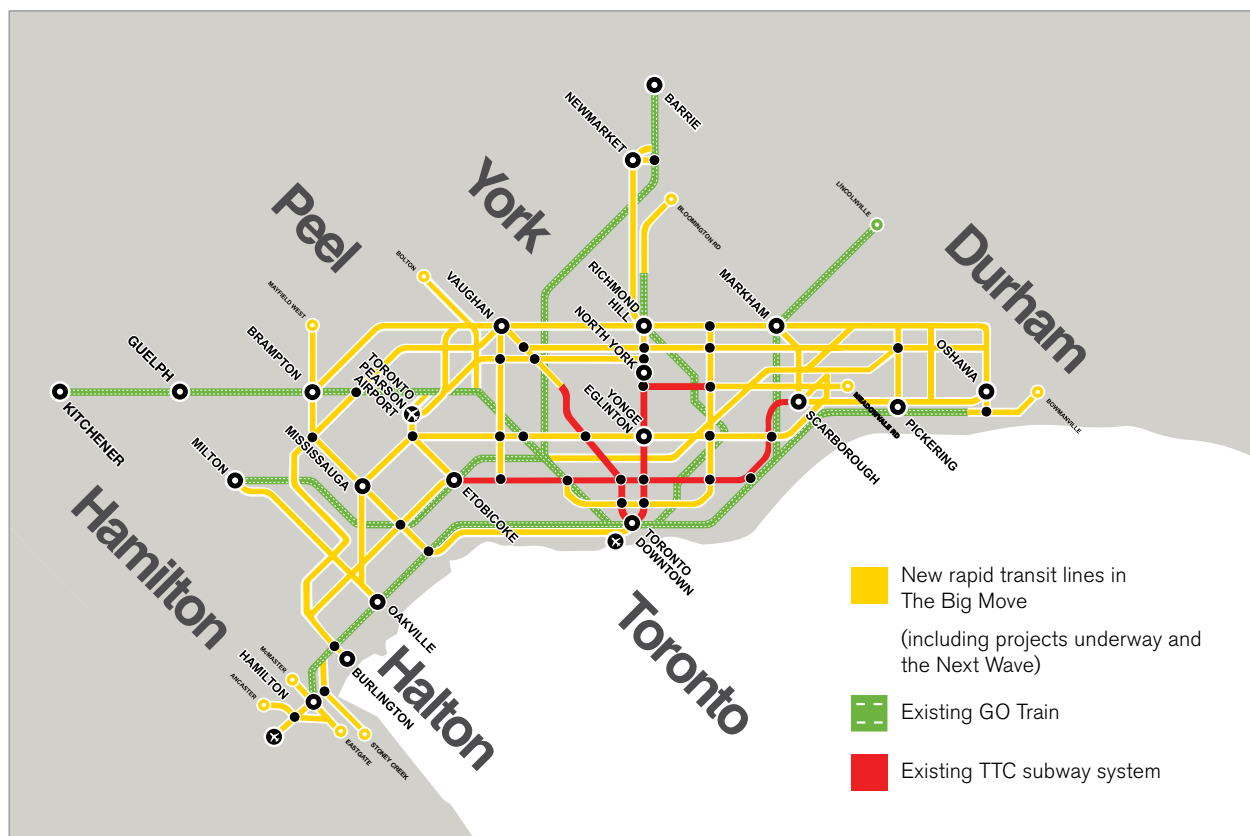 BARRIE
NEWMARKET
York
Peel
BLOOMINGTON RD
LINCOLNVILLE
Durham
BOLTON
MAYFIELD WEST
VAUGHAN
RICHMOND
HILL
MARKHAM
NORTH YORK
BRAMPTON
GUELPH
TORONTO
PEARSON
AIRPORT
OSHAWA
YONGE
EGLINTON
MEADOWVALE RD
BOWMANVILLE
KITCHENER
MILTON
MISSISSAUGA
SCARBOROUGH
PICKERING
ETOBICOKE
TORONTO
DOWNTOWN
Hamilton
OAKVILLE
Toronto
Halton
BURLINGTON
McMASTER
HAMILTON
ANCASTER
EASTGATE
STONEY CREEK
New rapid transit lines in
The Big Move
(including projects underway and
the Next Wave)
Existing GO Train
Existing TTC subway system